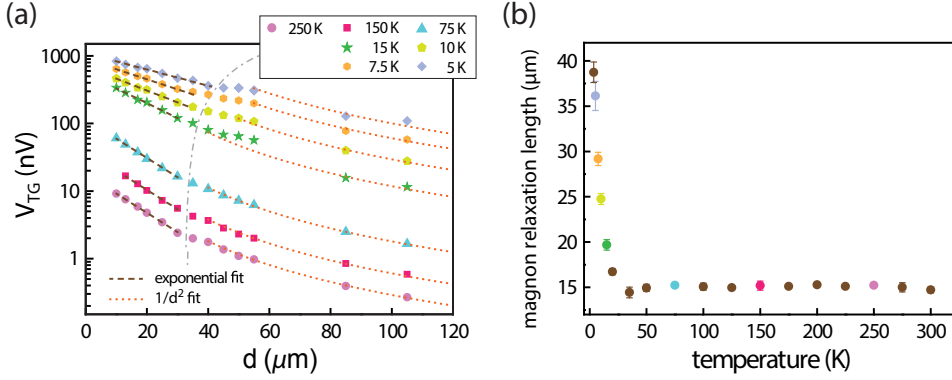 (a)
250 K 150 K 75 K
15 K 10 K
7.5 K 5 K
1000
100
10
1
V_TG (nV)
exponential fit
1/d² fit
0 20 40 60 80 100 120
d (µm)
(b)
40
35
30
25
20
15
magnon relaxation length (µm)
0 50 100 150 200 250 300
temperature (K)